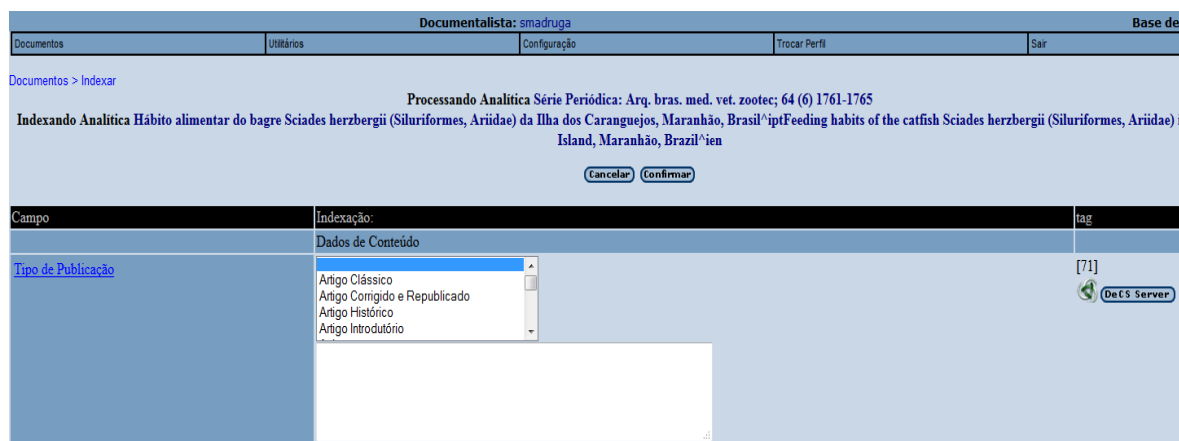 Documentalista: smadruga Base de
Documentos Utilitários Configuração Trocar Perfil Sair
Documentos > Indexar
Processando Analítica Série Periódica: Arq. bras. med. vet. zootec; 64 (6) 1761-1765
Indexando Analítica Hábito alimentar do bagre Sciades herzbergii (Siluriformes, Ariidae) da Ilha dos Caranguejos, Maranhão, Brasil^iptFeeding habits of the catfish Sciades herzbergii (Siluriformes, Ariidae)
Island, Maranhão, Brazil^ien
Cancelar Confirmar
Campo Indexação: tag
Dados de Conteúdo
Tipo de Publicação [71]
Artigo Clássico
DeCS Server
Artigo Corrigido e Republicado
Artigo Histórico
Artigo Introdutório